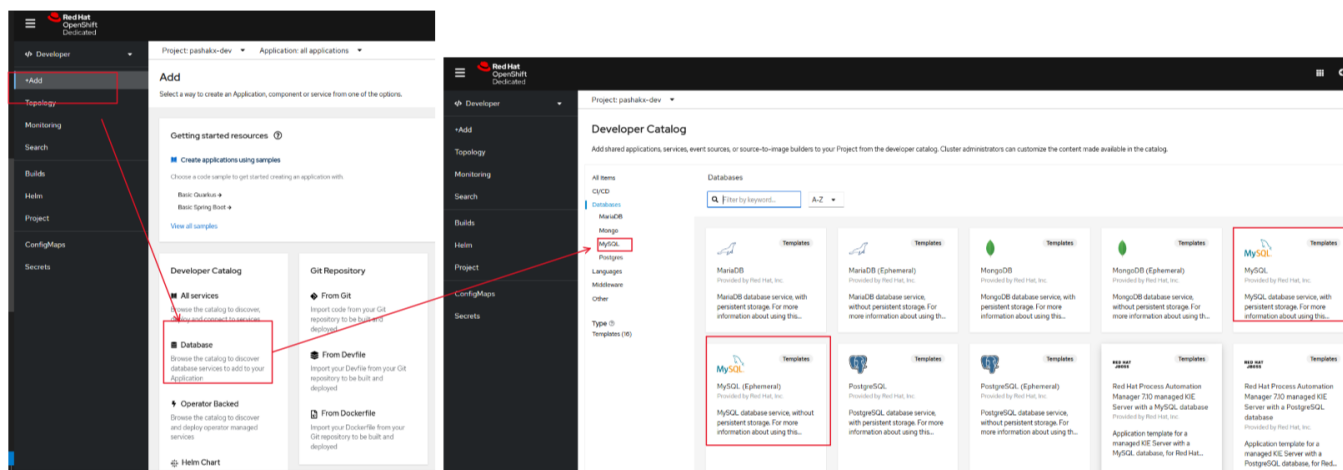 Red Hat
OpenShift
Dedicated
Developer
+Add
Topology
Monitoring
Search
Builds
Helm
Project
ConfigMaps
Secrets
Project: pashakx-dev
Application: all applications
Add
Select a way to create an Application, component or service from one of the options.
Getting started resources
Create applications using samples
Choose a code sample to get started creating an application with.
Basic Quarkus
Basic Spring Boot
View all samples
Developer Catalog
All services
Browse the catalog to discover,
deploy and connect to services
Database
Browse the catalog to discover
database services to add to your
Application
Operator Backed
Browse the catalog to discover
and deploy operator managed
services
Helm Chart
Git Repository
From Git
Import code from your Git
repository to be built and
deployed
From Devfile
Import your Devfile from your Git
repository to be built and
deployed
From Dockerfile
Import your Dockerfile from your
Git repository to be built and
deployed
Red Hat
OpenShift
Dedicated
Developer
+Add
Topology
Monitoring
Search
Builds
Helm
Project
ConfigMaps
Secrets
Project: pashakx-dev
Developer Catalog
Add shared applications, services, event sources, or source-to-image builders to your Project from the developer catalog. Cluster administrators can customize the content made available in the catalog.
All Items
CI/CD
Databases
MariaDB
Mongo
MySQL
Postgres
Languages
Middleware
Other
Type
Templates (16)
Databases
Filter by keyword...
A-Z
Templates
MariaDB
Provided by Red Hat, Inc.
MariaDB database service, with
persistent storage. For more
information about using this...
Templates
MariaDB (Ephemeral)
Provided by Red Hat, Inc.
MariaDB database service,
without persistent storage. For
more information about using th...
Templates
MongoDB
Provided by Red Hat, Inc.
MongoDB database service, with
persistent storage. For more
information about using this...
Templates
MongoDB (Ephemeral)
Provided by Red Hat, Inc.
MongoDB database service,
without persistent storage. For
more information about using th...
MySQL
Templates
MySQL
Provided by Red Hat, Inc.
MySQL database service, with
persistent storage. For more
information about using this...
MySQL
Templates
MySQL (Ephemeral)
Provided by Red Hat, Inc.
MySQL database service, without
persistent storage. For more
information about using this...
Templates
PostgreSQL
Provided by Red Hat, Inc.
PostgreSQL database service,
with persistent storage. For more
information about using this...
Templates
PostgreSQL (Ephemeral)
Provided by Red Hat, Inc.
PostgreSQL database service,
without persistent storage. For
more information about using th...
RED HAT
JBOSS
Templates
Red Hat Process Automation
Manager 7.10 managed KIE
Server with a MySQL database
Provided by Red Hat, Inc.
Application template for a
managed KIE Server with a
MySQL database, for Red Hat...
RED HAT
JBOSS
Templates
Red Hat Process Automation
Manager 7.10 managed KIE
Server with a PostgreSQL
database
Provided by Red Hat, Inc.
Application template for a
managed KIE Server with a
PostgreSQL database, for Red...